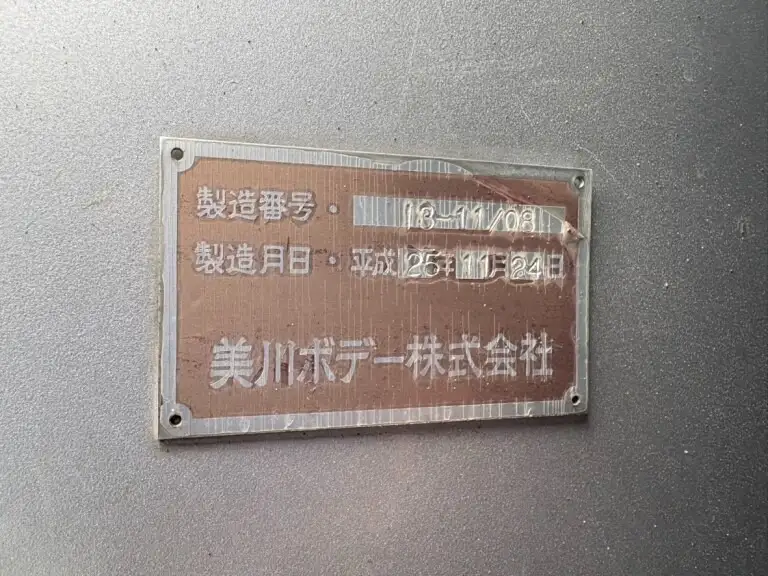 製造番号・ 13-11/08
製造月日・平成25年11月24日
美川ボデー株式会社